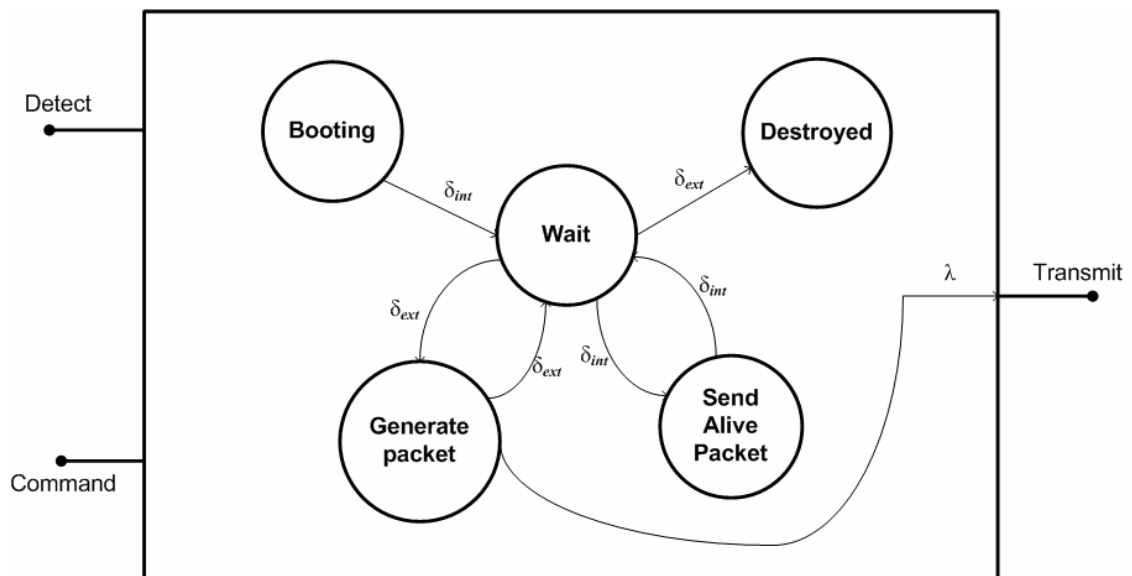 Detect
Booting
Destroyed
δint
δext
Wait
λ
Transmit
δint
δext
δint
δext
Send
Alive
Packet
Generate
packet
Command